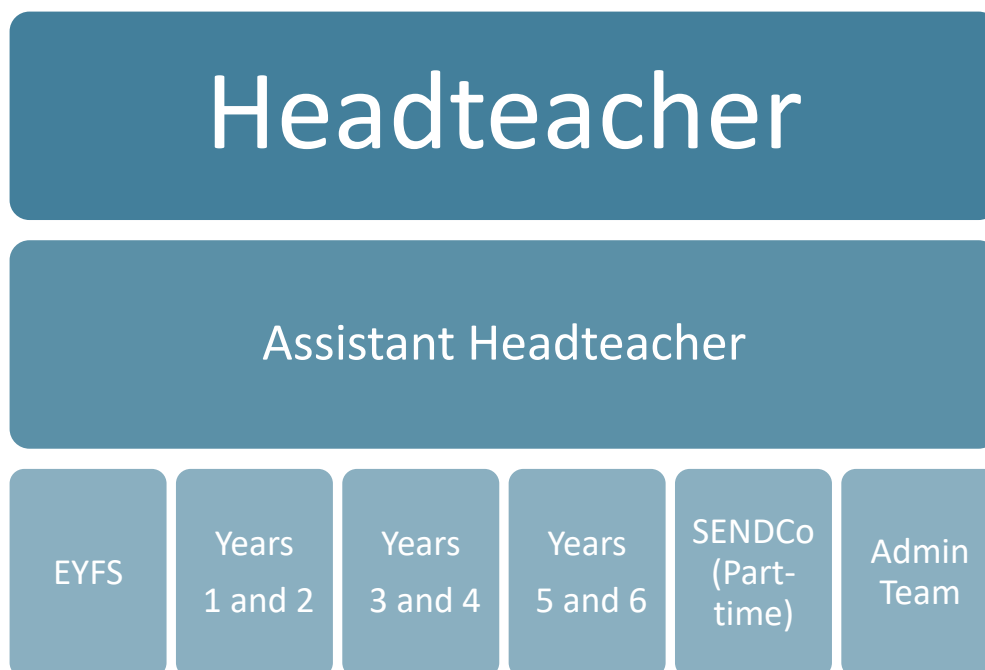 Headteacher
Assistant Headteacher
EYFS
Years
1 and 2
Years
3 and 4
Years
5 and 6
SENDCo
(Part-
time)
Admin
Team